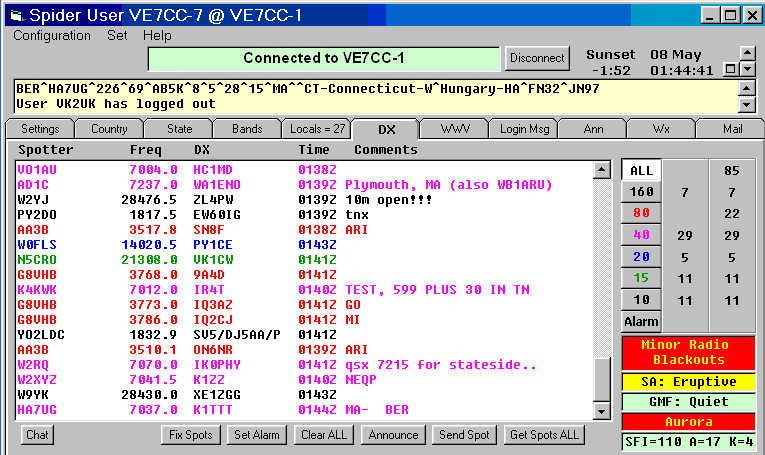 Spider User VE7CC-7 @ VE7CC-1
Configuration Set Help
Connected to VE7CC-1 Disconnect Sunset 08 May
-1:52 01:44:41
BER^HA7UG^226^69^AB5K^8^5^28^15^MA^^CT-Connecticut-W^Hungary-HA^FN32^JN97
User VK2UK has logged out
Settings Country State Bands Locals = 27 DX WWV Login Msg Ann Wx Mail
Spotter Freq DX Time Comments
VO1AU 7004.0 HC1MD 0138Z
AD1C 7237.0 WA1ENO 0139Z Plymouth, MA (also WB1ARU)
W2YJ 28476.5 ZL4PW 0139Z 10m open!!!
PY2DO 1817.5 EW60IG 0139Z tnx
AA3B 3517.8 SN8F 0138Z ARI
W0FLS 14020.5 PY1CE 0143Z
N5CRO 21308.0 VK1CW 0141Z
G8VHB 3768.0 9A4D 0141Z
K4KWK 7012.0 IR4T 0140Z TEST, 599 PLUS 30 IN TN
G8VHB 3773.0 IQ3AZ 0141Z GO
G8VHB 3786.0 IQ2CJ 0141Z MI
YO2LDC 1832.9 SV5/DJ5AA/P 0141Z
AA3B 3510.1 ON6NR 0139Z ARI
W2RQ 7070.0 IK0PHY 0141Z qsx 7215 for stateside..
W2XYZ 7041.5 K1ZZ 0140Z NEQP
W9YK 28430.0 XE1ZGG 0143Z
HA7UG 7037.0 K1TTT 0144Z MA- BER
ALL 85
160 7 7
80 22
40 29 29
20 5 5
15 11 11
10 11 11
Alarm
Minor Radio
Blackouts
SA: Eruptive
GMF: Quiet
Aurora
SFI=110 A=17 K=4
Chat Fix Spots Set Alarm Clear ALL Announce Send Spot Get Spots ALL